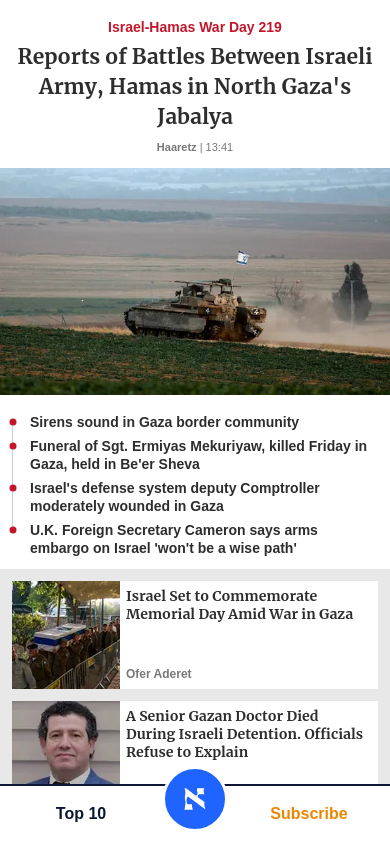 Israel-Hamas War Day 219
Reports of Battles Between Israeli
Army, Hamas in North Gaza's
Jabalya
Haaretz | 13:41
Sirens sound in Gaza border community
Funeral of Sgt. Ermiyas Mekuriyaw, killed Friday in
Gaza, held in Be'er Sheva
Israel's defense system deputy Comptroller
moderately wounded in Gaza
U.K. Foreign Secretary Cameron says arms
embargo on Israel 'won't be a wise path'
Israel Set to Commemorate
Memorial Day Amid War in Gaza
Ofer Aderet
A Senior Gazan Doctor Died
During Israeli Detention. Officials
Refuse to Explain
Top 10
Subscribe